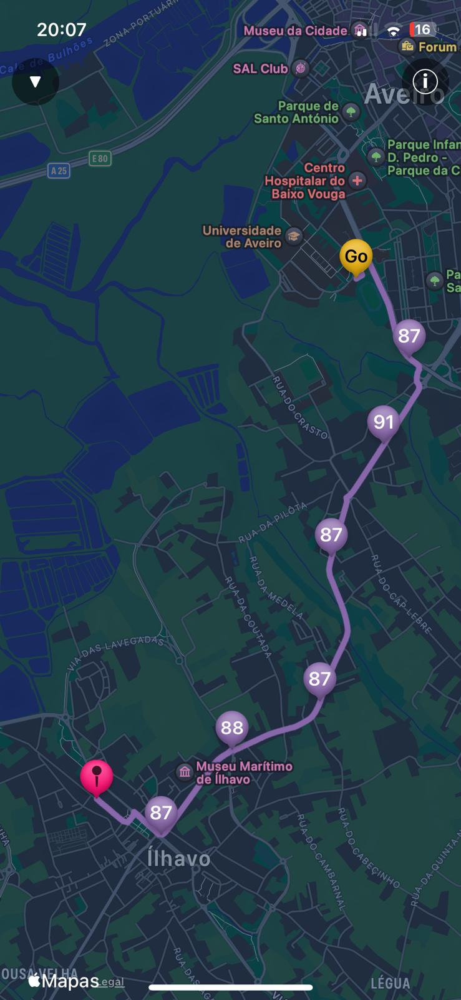 20:07
Museu da Cidade
16
ZONA PORTUÁRI
Forum
Cale de Bulhões
SAL Club
Aveiro
Parque de
Santo António
Parque Infan
D. Pedro -
Parque da C
E 80
A 25
Centro
Hospitalar do
Baixo Vouga
Universidade
de Aveiro
Go
Pa
Sa
87
RUA DO CRASTO
91
RUA DA PILÔTA
87
RUA DO CAP. LEBRE
RUA DA MEDELA
RUA DA COUTADA
VIA DAS LAVEGADAS
87
88
Museu Marítimo
de Ílhavo
87
Ílhavo
RUA DO CAMBARNAL
RUA DO CABEÇINHO
RUA DA QUINTA N
OUSA VELHA
Mapas
Legal
LÉGUA